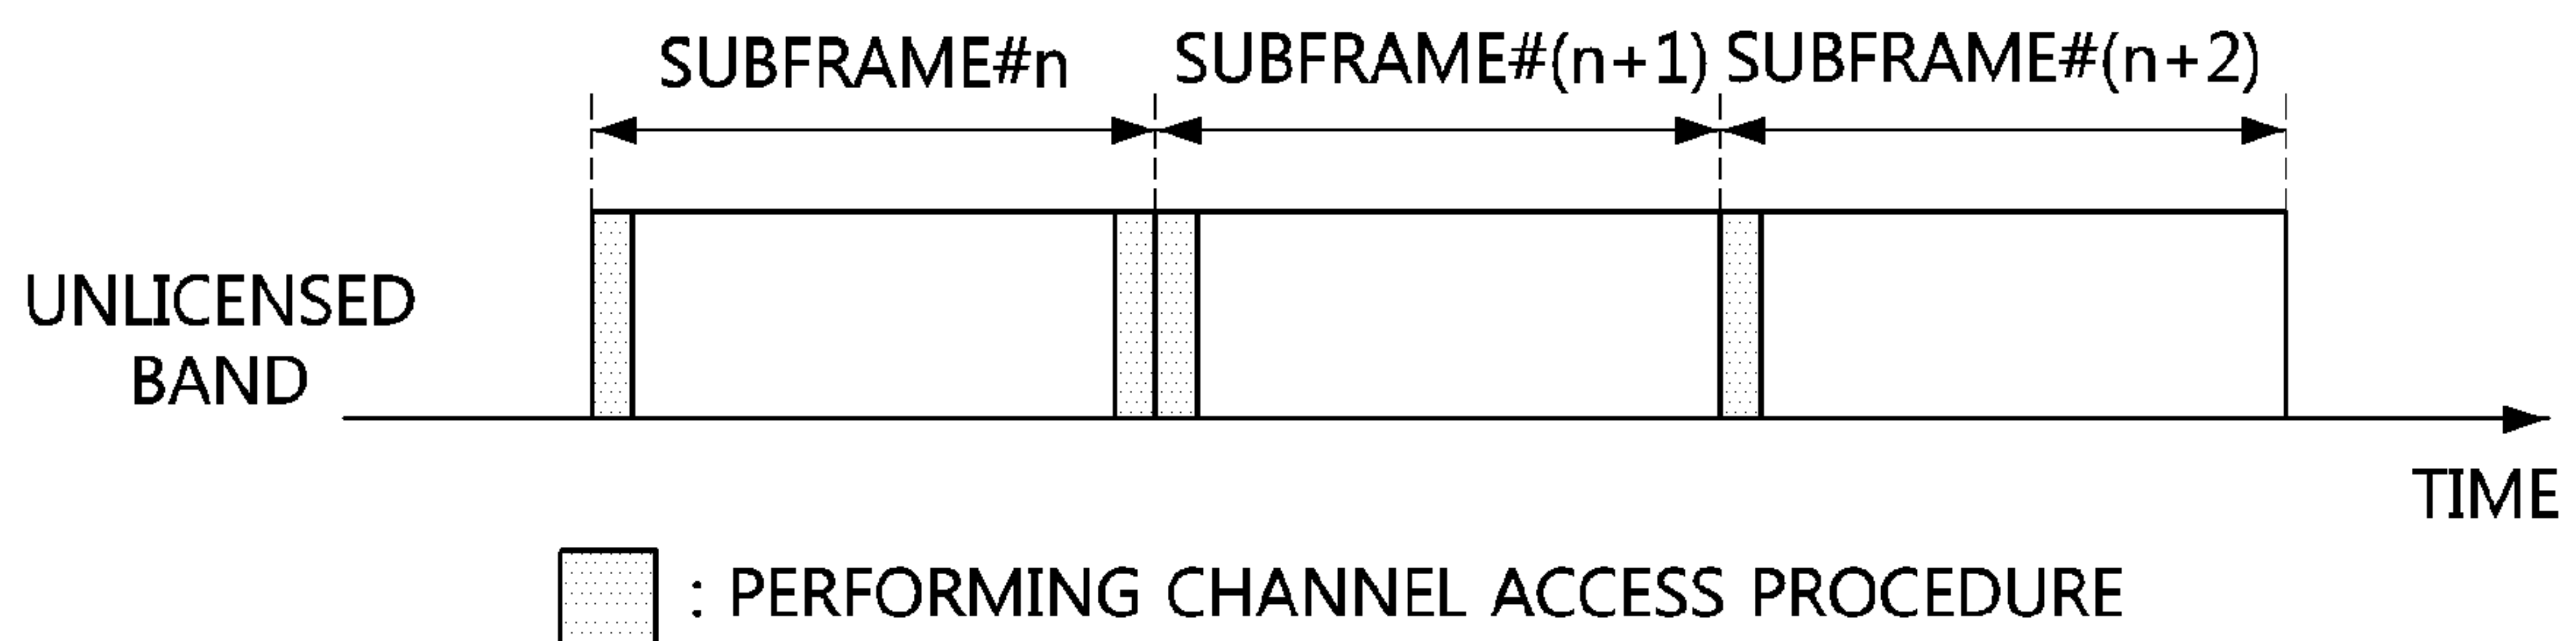 SUBFRAME#n SUBFRAME#(n+1) SUBFRAME#(n+2)
UNLICENSED
BAND
TIME
: PERFORMING CHANNEL ACCESS PROCEDURE